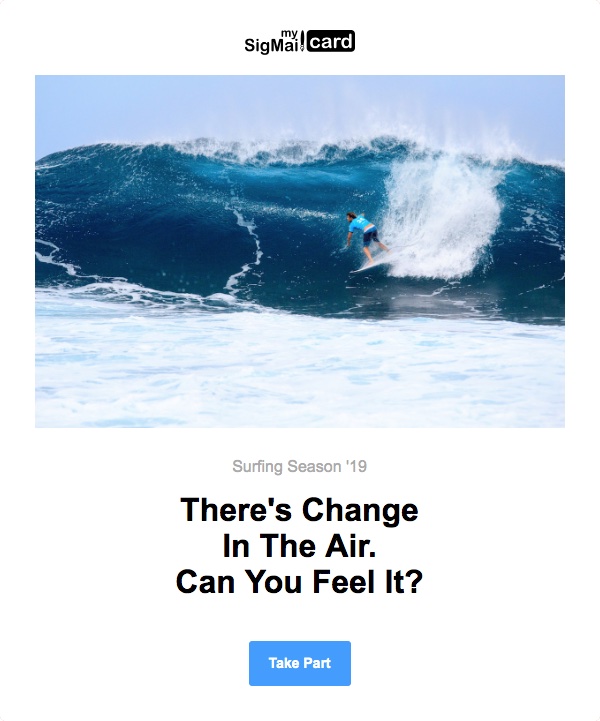 my
SigMail card
Surfing Season '19
There's Change
In The Air.
Can You Feel It?
Take Part